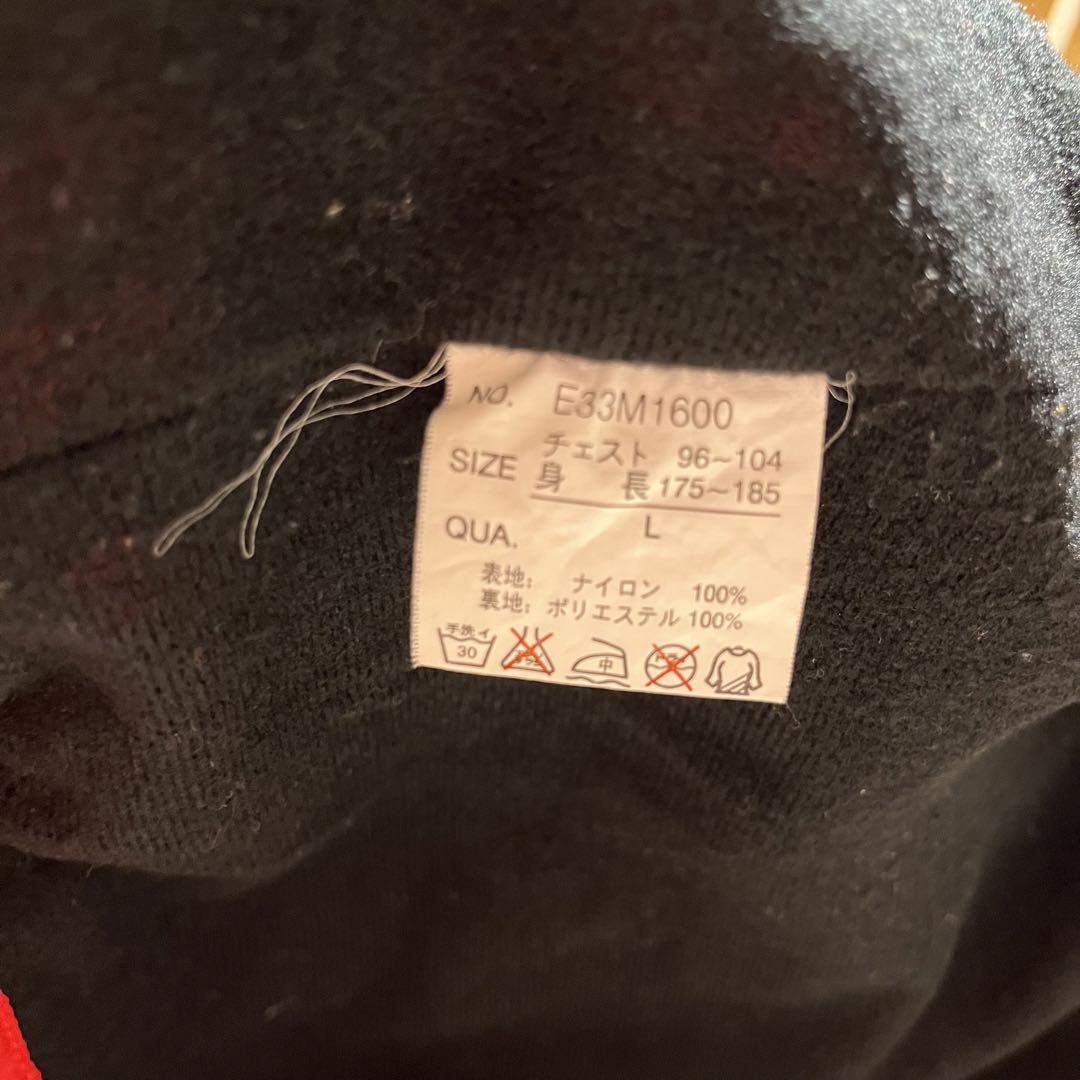 NO. E33M1600
SIZE チェスト 96~104
身 長 175~185
QUA. L
表地: ナイロン 100%
裏地: ポリエステル 100%
手洗イ 30 中